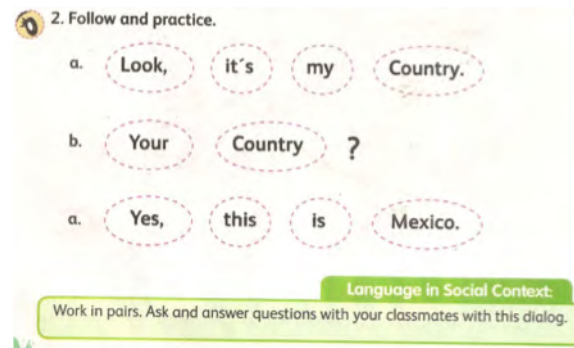 2. Follow and practice.
a. Look, it´s my Country.
b. Your Country ?
a. Yes, this is Mexico.
Language in Social Context:
Work in pairs. Ask and answer questions with your classmates with this dialog.